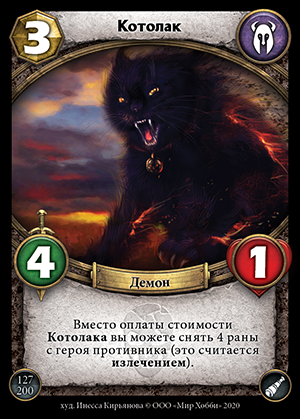 3
Котолак
4
1
Демон
Вместо оплаты стоимости
Котолака вы можете снять 4 раны
с героя противника (это считается
излечением).
127
200
худ. Инесса Кирьянова © ООО «Мир Хобби» 2020